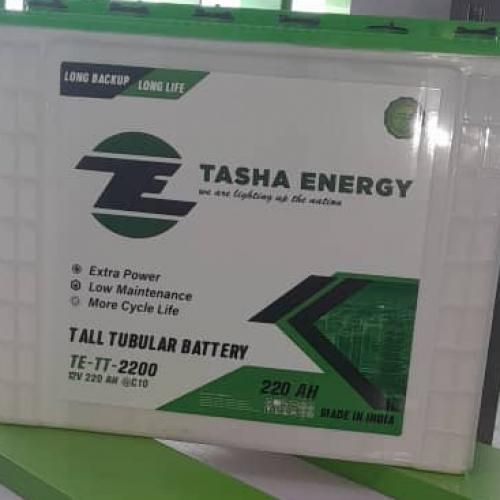 LONG BACKUP LONG LIFE
TE
TASHA ENERGY
we are lighting up the nation
Extra Power
Low Maintenance
More Cycle Life
TALL TUBULAR BATTERY
TE-TT-2200
12V 220 AH @C10
220 AH
MADE IN INDIA